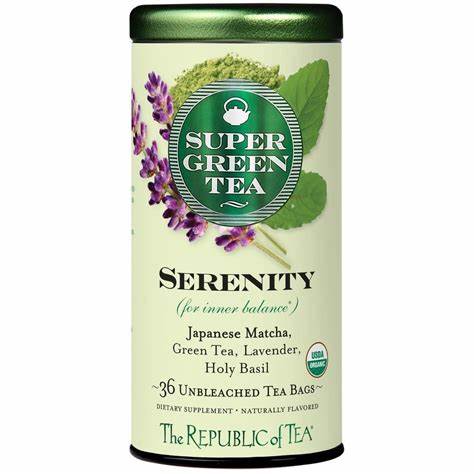 SUPER
GREEN
TEA
SERENITY
(for inner balance*)
Japanese Matcha,
Green Tea, Lavender,
Holy Basil
USDA
ORGANIC
~36 UNBLEACHED TEA BAGS~
DIETARY SUPPLEMENT • NATURALLY FLAVORED
The REPUBLIC of TEA®